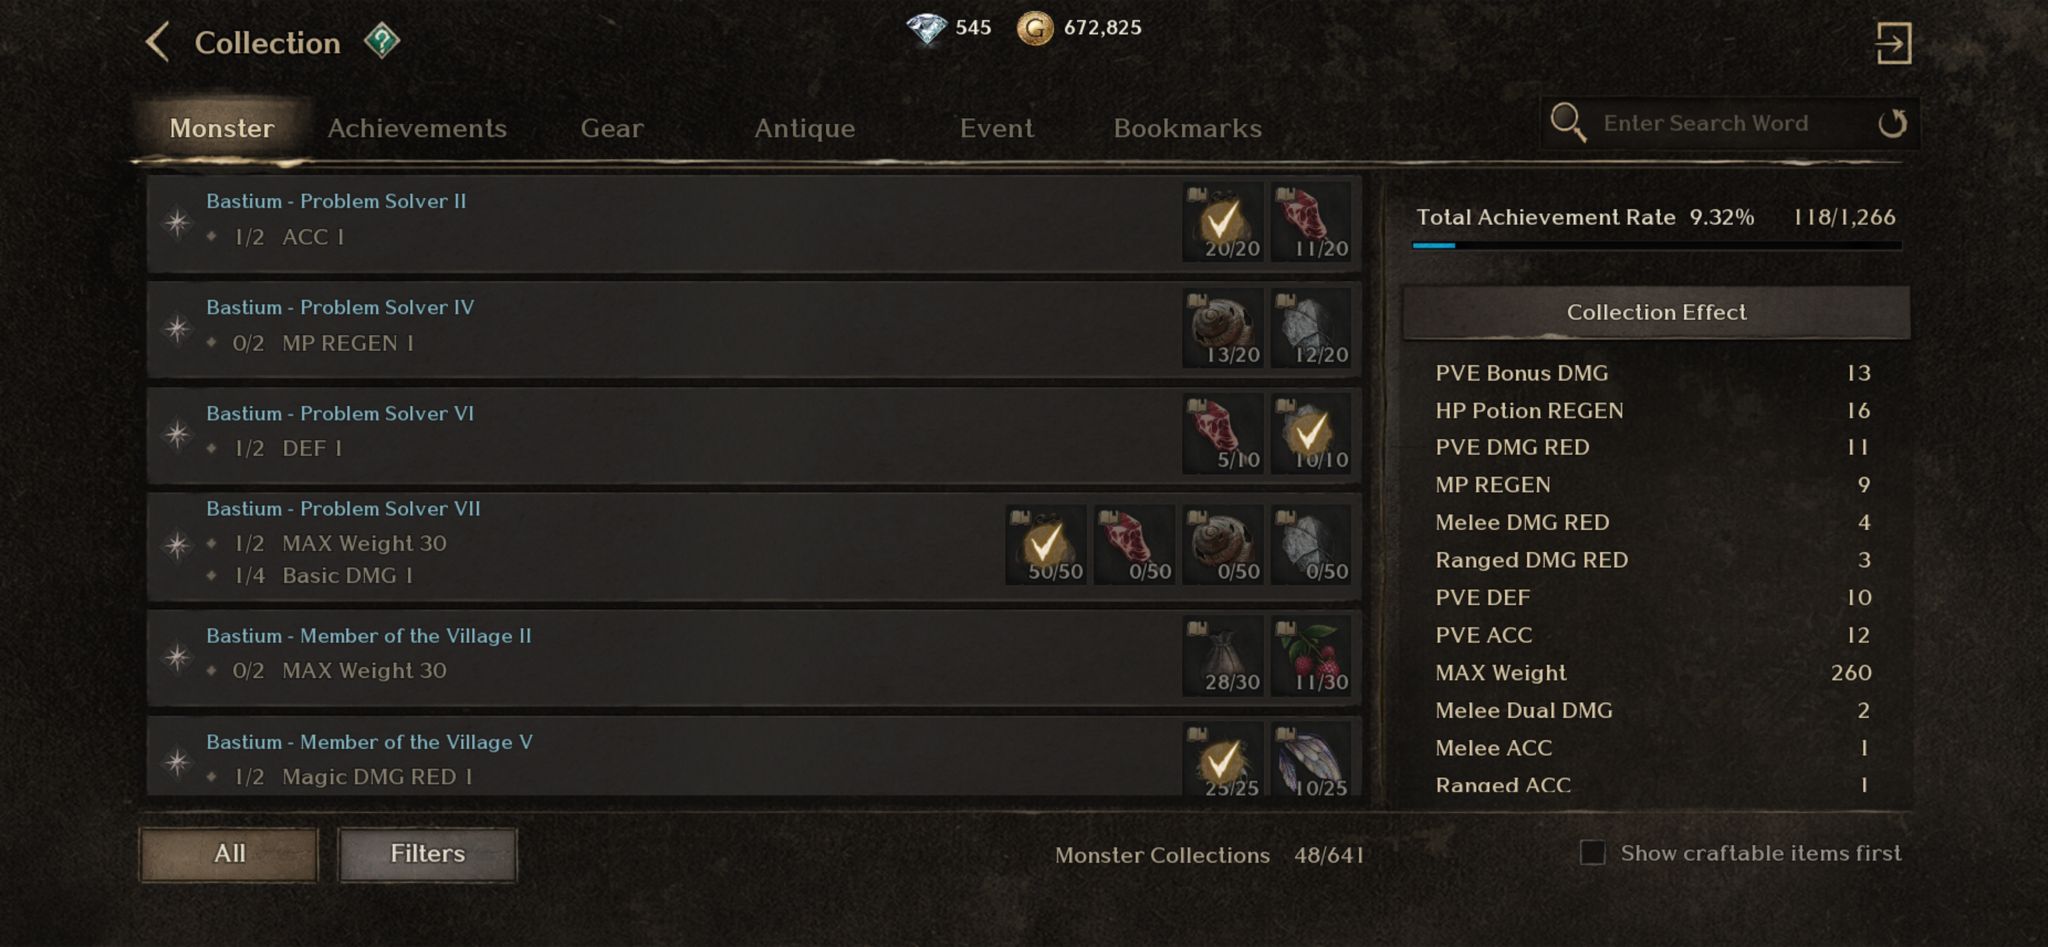 Collection
545
672,825
Monster
Achievements
Gear
Antique
Event
Bookmarks
Enter Search Word
Bastium - Problem Solver II
1/2 ACC 1
20/20
11/20
Bastium - Problem Solver IV
0/2 MP REGEN 1
13/20
12/20
Bastium - Problem Solver VI
1/2 DEF 1
5/10
10/10
Bastium - Problem Solver VII
1/2 MAX Weight 30
1/4 Basic DMG 1
50/50
0/50
0/50
0/50
Bastium - Member of the Village II
0/2 MAX Weight 30
28/30
11/30
Bastium - Member of the Village V
1/2 Magic DMG RED 1
25/25
10/25
Total Achievement Rate 9.32% 118/1,266
Collection Effect
PVE Bonus DMG 13
HP Potion REGEN 16
PVE DMG RED 11
MP REGEN 9
Melee DMG RED 4
Ranged DMG RED 3
PVE DEF 10
PVE ACC 12
MAX Weight 260
Melee Dual DMG 2
Melee ACC 1
Ranged ACC 1
All
Filters
Monster Collections 48/641
Show craftable items first